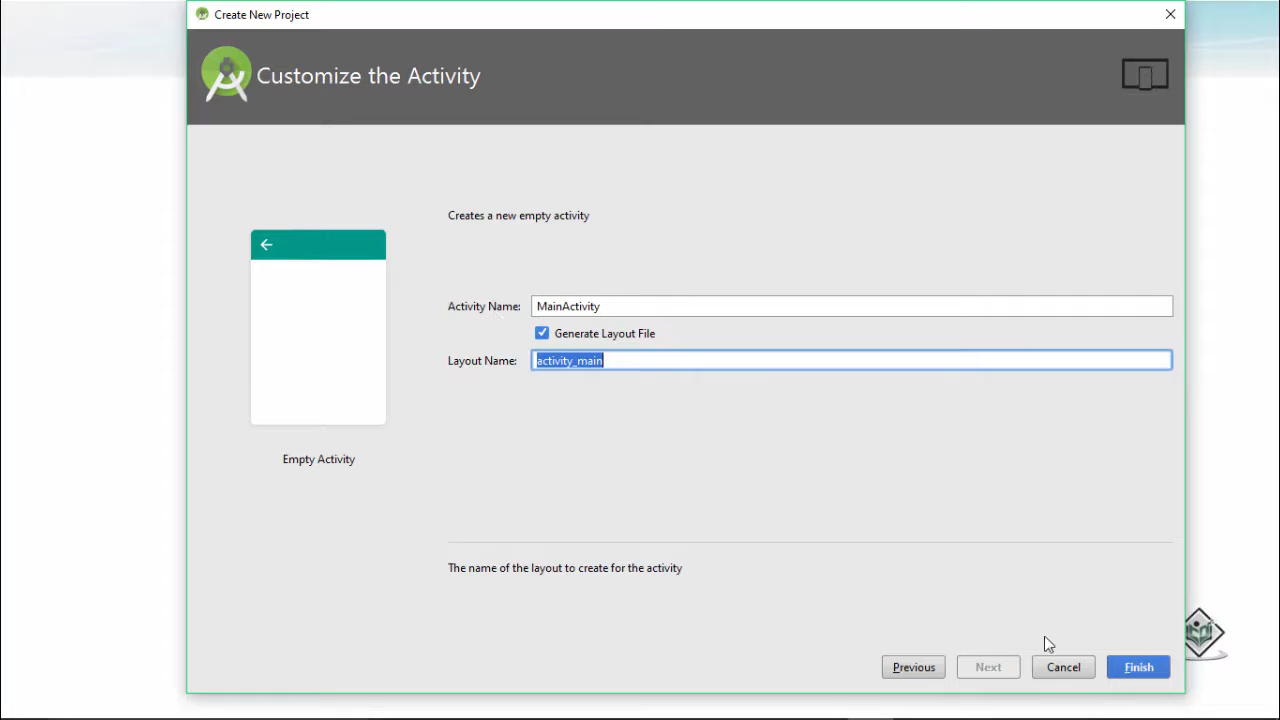 Create New Project
Customize the Activity
Creates a new empty activity
Activity Name: MainActivity
Generate Layout File
Layout Name: activity_main
Empty Activity
The name of the layout to create for the activity
Previous Next Cancel Finish